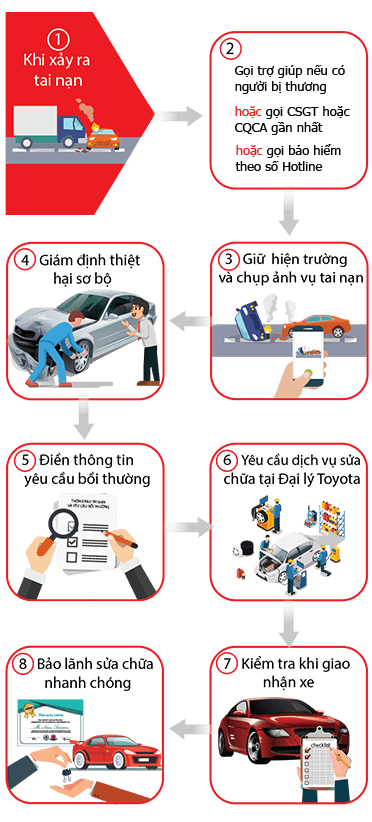 1
Khi xảy ra
tai nạn
2
Gọi trợ giúp nếu có
người bị thương
hoặc gọi CSGT hoặc
CQCA gần nhất
hoặc gọi bảo hiểm
theo số Hotline
3 Giữ hiện trường
và chụp ảnh vụ tai nạn
4 Giám định thiệt
hại sơ bộ
5 Điền thông tin
yêu cầu bồi thường
THÔNG BÁO TAI NẠN
VÀ YÊU CẦU BỒI THƯỜNG
6 Yêu cầu dịch vụ sửa
chữa tại Đại lý Toyota
7 Kiểm tra khi giao
nhận xe
checklist
8 Bảo lãnh sửa chữa
nhanh chóng